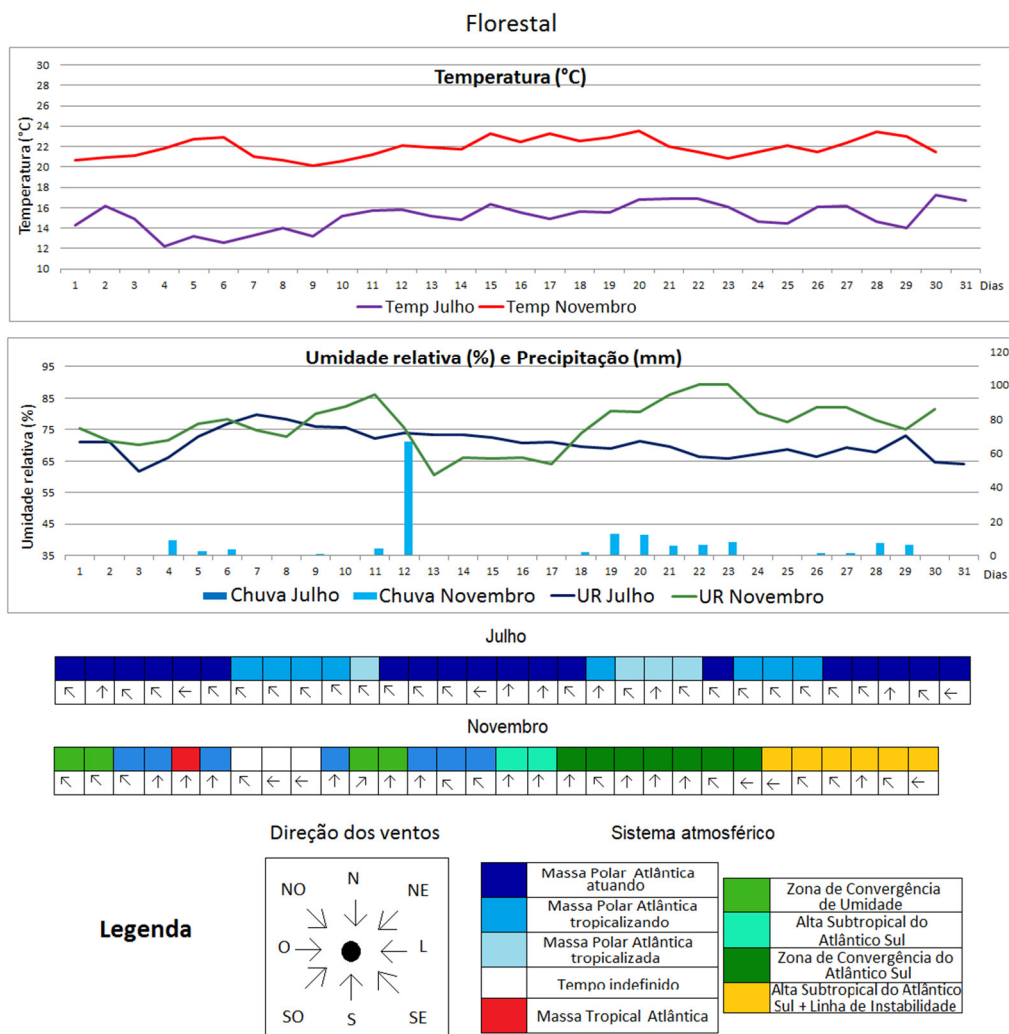 Florestal
Temperatura (°C)
Temperatura (°C)
30
28
26
24
22
20
18
16
14
12
10
1 2 3 4 5 6 7 8 9 10 11 12 13 14 15 16 17 18 19 20 21 22 23 24 25 26 27 28 29 30 31 Dias
Temp Julho Temp Novembro
Umidade relativa (%) e Precipitação (mm)
Umidade relativa (%)
95
85
75
65
55
45
35
120
100
80
60
40
20
0
1 2 3 4 5 6 7 8 9 10 11 12 13 14 15 16 17 18 19 20 21 22 23 24 25 26 27 28 29 30 31 Dias
Chuva Julho Chuva Novembro UR Julho UR Novembro
Julho
Novembro
Legenda
Direção dos ventos
N
NO NE
O L
SO SE
S
Sistema atmosférico
Massa Polar Atlântica
atuando
Massa Polar Atlântica
tropicalizando
Massa Polar Atlântica
tropicalizada
Tempo indefinido
Massa Tropical Atlântica
Zona de Convergência
de Umidade
Alta Subtropical do
Atlântico Sul
Zona de Convergência do
Atlântico Sul
Alta Subtropical do Atlântico
Sul + Linha de Instabilidade